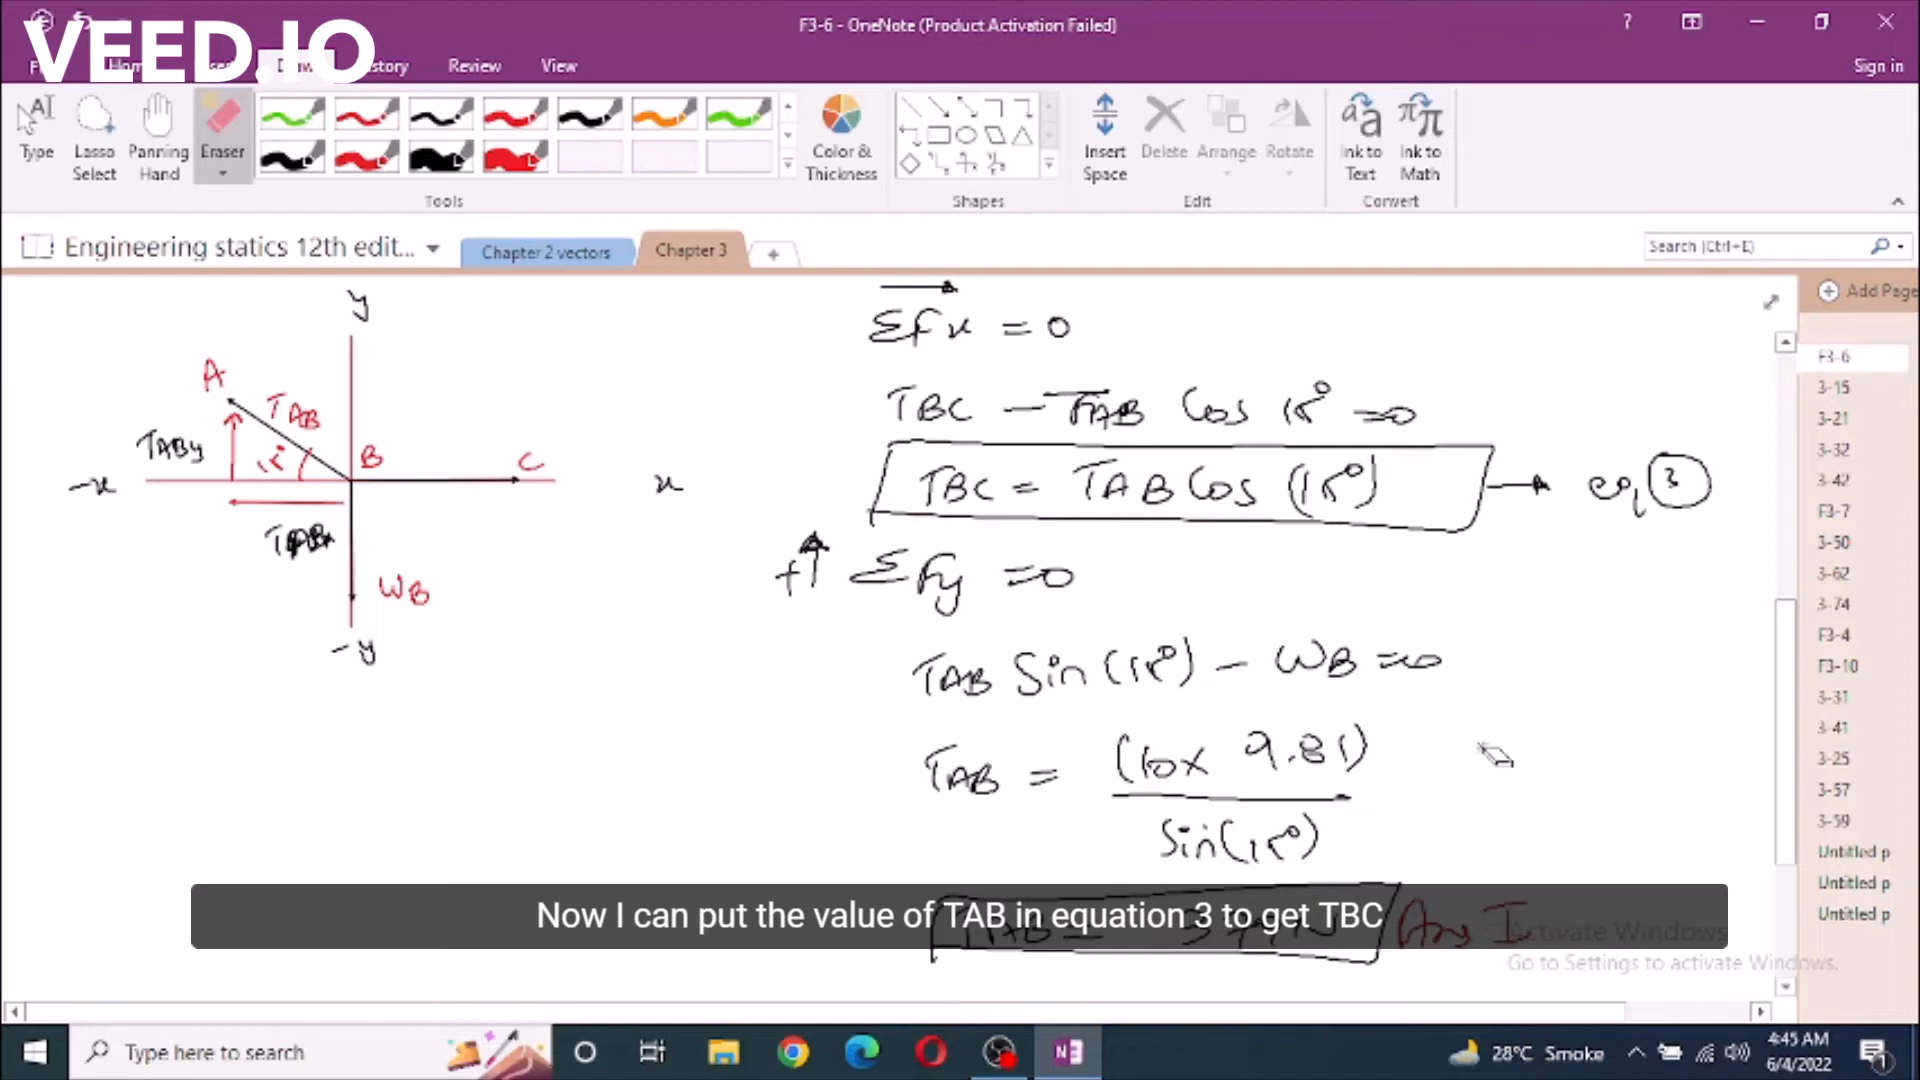 VEED.IO
F3-6 - OneNote (Product Activation Failed)
Review
View
Sign in
Type
Lasso Select
Panning Hand
Eraser
Color & Thickness
Insert Space
Delete
Arrange
Rotate
Ink to Text
Ink to Math
Tools
Shapes
Edit
Convert
Engineering statics 12th edit...
Chapter 2 vectors
Chapter 3
Search (Ctrl+E)
Add Page
F3-6
3-15
3-21
3-32
3-42
F3-7
3-50
3-62
3-74
F3-4
F3-10
3-31
3-41
3-25
3-57
3-59
Untitled p
Untitled p
Untitled p
y
A
TAB
TABy
15°
B
C
-x
x
TABx
WB
-y
ΣFx = 0
TBC - TAB Cos 15° = 0
TBC = TAB Cos (15°) → eq 3
+↑ ΣFy = 0
TAB Sin (15°) - WB = 0
TAB = (10x 9.81)
Sin(15°)
Now I can put the value of TAB in equation 3 to get TBC
TAB = 379N Ans I
Activate Windows
Go to Settings to activate Windows.
Type here to search
28°C Smoke
4:45 AM
6/4/2022